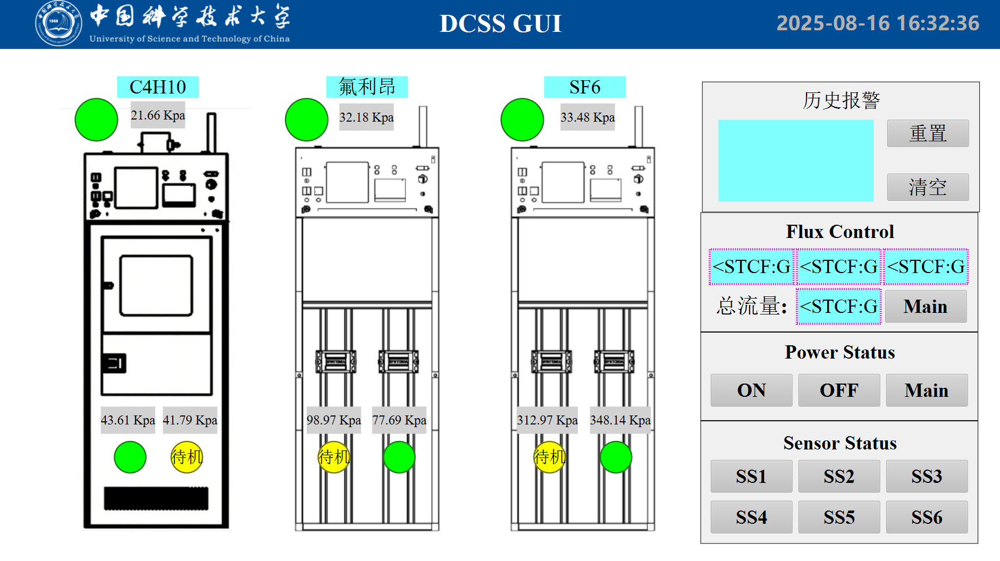 中国科学技术大学
University of Science and Technology of China
1958
DCSS GUI
2025-08-16 16:32:36
C4H10
21.66 Kpa
氟利昂
32.18 Kpa
SF6
33.48 Kpa
43.61 Kpa
41.79 Kpa
待机
98.97 Kpa
77.69 Kpa
待机
312.97 Kpa
348.14 Kpa
待机
历史报警
重置
清空
Flux Control
<STCF:G
<STCF:G
<STCF:G
总流量:
<STCF:G
Main
Power Status
ON
OFF
Main
Sensor Status
SS1
SS2
SS3
SS4
SS5
SS6